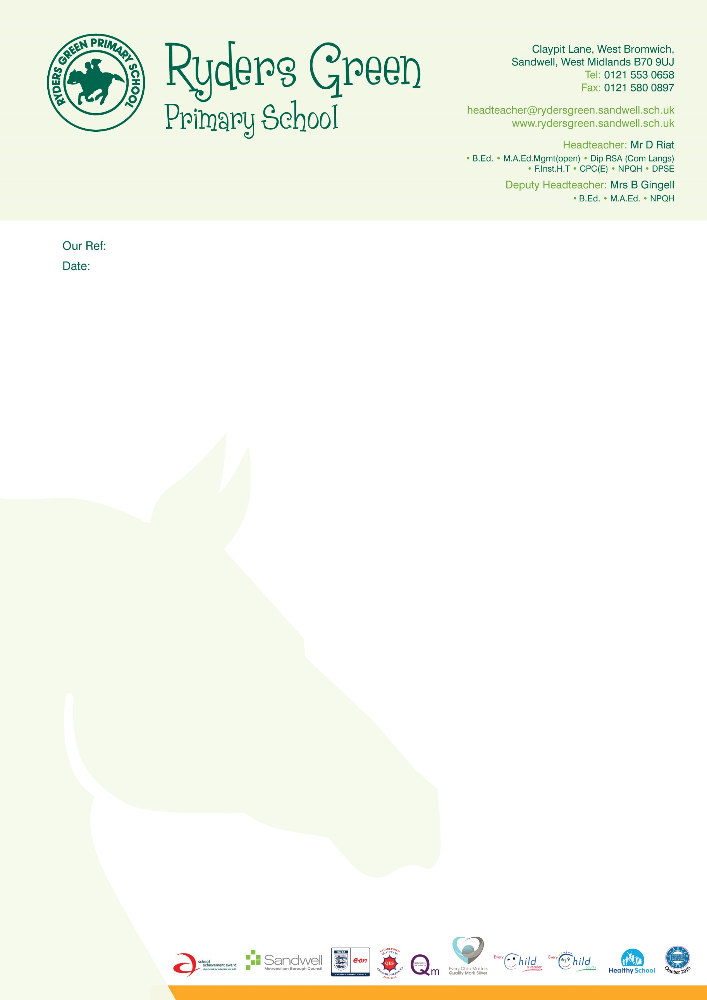 RYDERS GREEN PRIMARY SCHOOL
Ryders Green
Primary School
Claypit Lane, West Bromwich,
Sandwell, West Midlands B70 9UJ
Tel: 0121 553 0658
Fax: 0121 580 0897
headteacher@rydersgreen.sandwell.sch.uk
www.rydersgreen.sandwell.sch.uk
Headteacher: Mr D Riat
• B.Ed. • M.A.Ed.Mgmt(open) • Dip RSA (Com Langs)
• F.Inst.H.T • CPC(E) • NPQH • DPSE
Deputy Headteacher: Mrs B Gingell
• B.Ed. • M.A.Ed. • NPQH
Our Ref:
Date:
school
achievement award
department for education and skills
Sandwell
Metropolitan Borough Council
The FA
e·on
CHARTER STANDARD SCHOOLS
ESTABLISHED
QUALITY IN
QES
EXTENDED SERVICES
2009-2012
SANDWELL
INCLUSION
Qm
Every Child Matters
Quality Mark Silver
Every Child
a reader
Every Child
counts
Healthy School
CHARTER
SANDWELL
AGAINST
BULLYING
MARK
October 2010